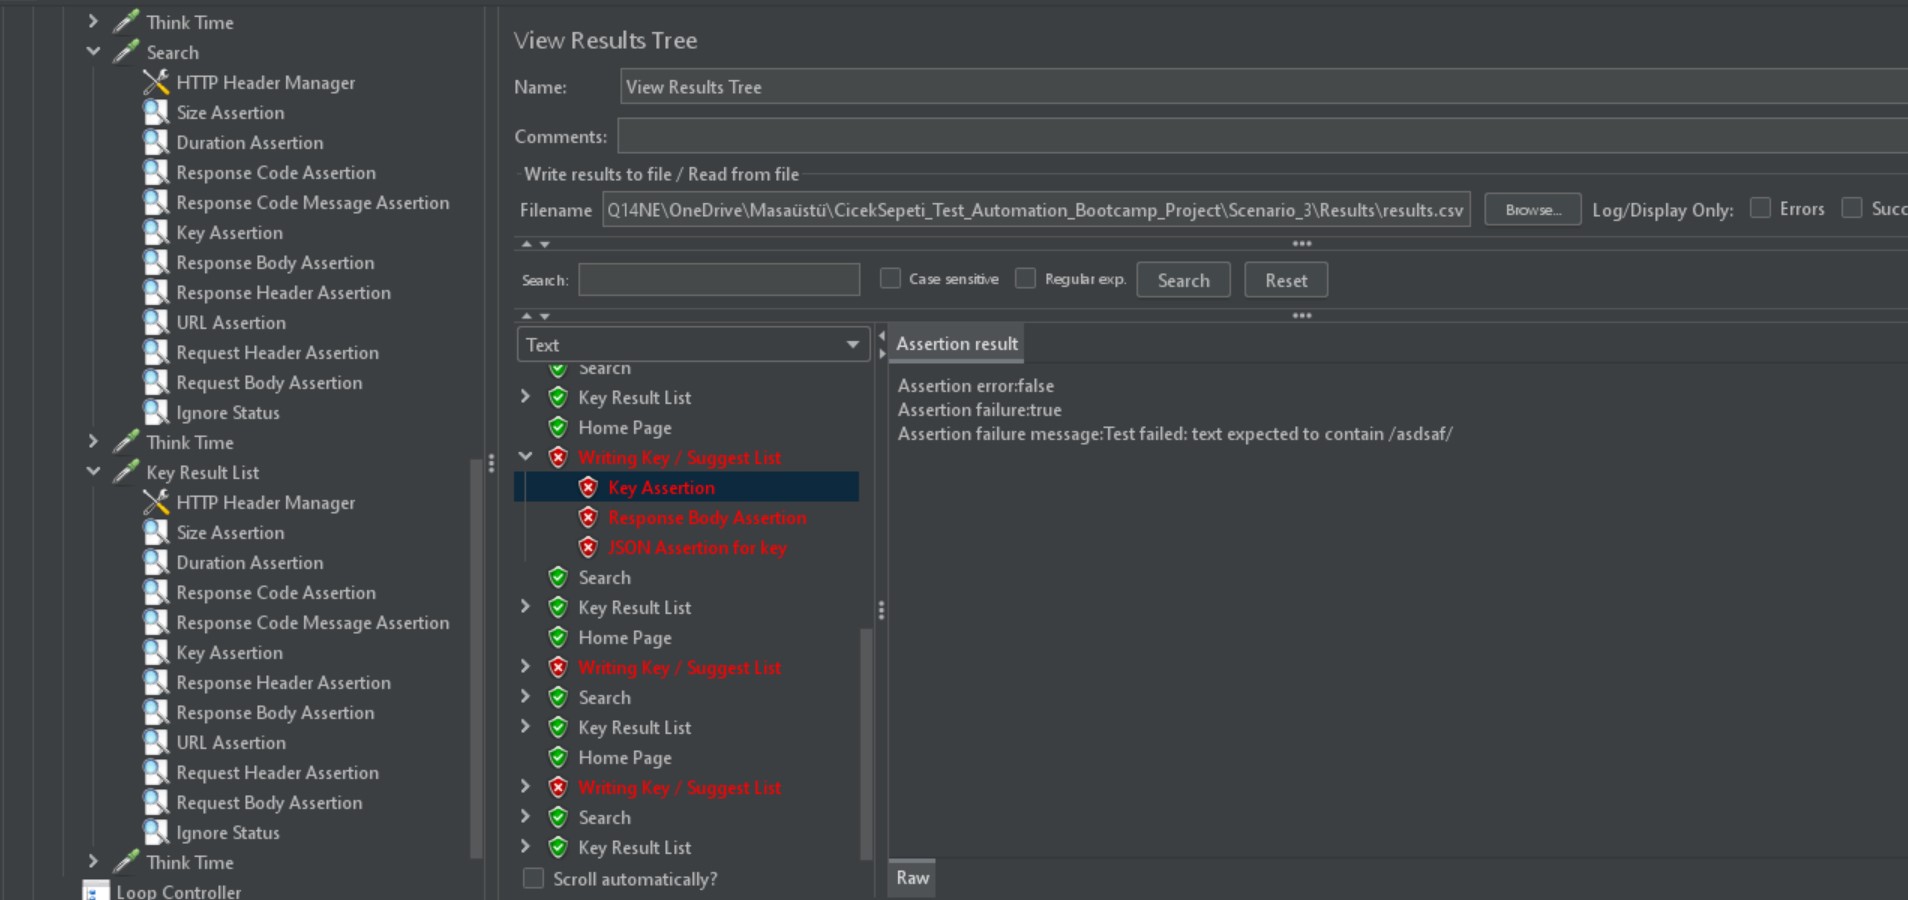 Think Time
Search
HTTP Header Manager
Size Assertion
Duration Assertion
Response Code Assertion
Response Code Message Assertion
Key Assertion
Response Body Assertion
Response Header Assertion
URL Assertion
Request Header Assertion
Request Body Assertion
Ignore Status
Think Time
Key Result List
HTTP Header Manager
Size Assertion
Duration Assertion
Response Code Assertion
Response Code Message Assertion
Key Assertion
Response Header Assertion
Response Body Assertion
URL Assertion
Request Header Assertion
Request Body Assertion
Ignore Status
Think Time
Loop Controller
View Results Tree
Name: View Results Tree
Comments:
Write results to file / Read from file
Filename Q14NE\OneDrive\Masaüstü\CicekSepeti_Test_Automation_Bootcamp_Project\Scenario_3\Results\results.csv Browse... Log/Display Only: Errors Succ
Search: Case sensitive Regular exp. Search Reset
Text
Search
Key Result List
Home Page
Writing Key / Suggest List
Key Assertion
Response Body Assertion
JSON Assertion for key
Search
Key Result List
Home Page
Writing Key / Suggest List
Search
Key Result List
Home Page
Writing Key / Suggest List
Search
Key Result List
Scroll automatically?
Assertion result
Assertion error:false
Assertion failure:true
Assertion failure message:Test failed: text expected to contain /asdsaf/
Raw